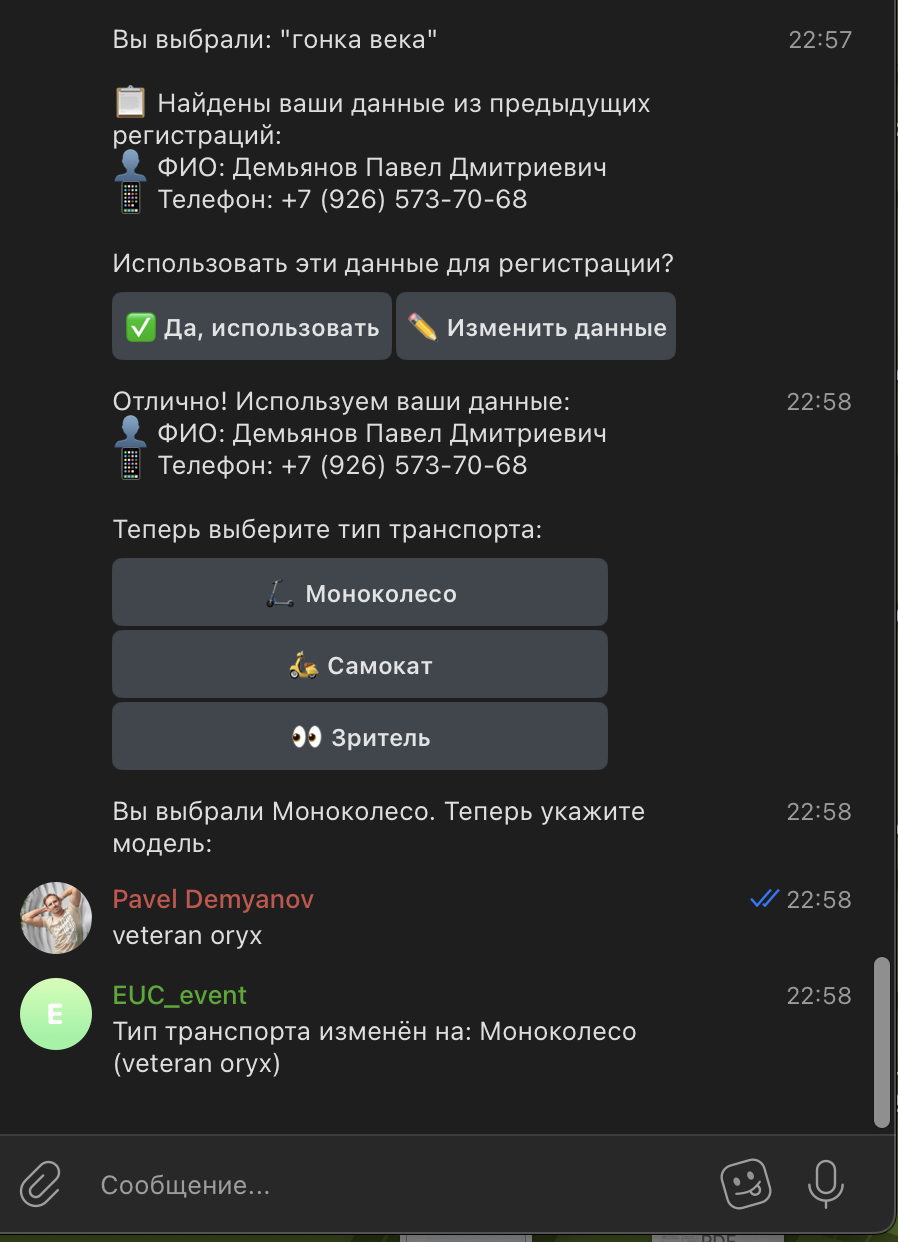 Вы выбрали: "гонка века" 22:57
Найдены ваши данные из предыдущих
регистраций:
ФИО: Демьянов Павел Дмитриевич
Телефон: +7 (926) 573-70-68
Использовать эти данные для регистрации?
Да, использовать Изменить данные
Отлично! Используем ваши данные: 22:58
ФИО: Демьянов Павел Дмитриевич
Телефон: +7 (926) 573-70-68
Теперь выберите тип транспорта:
Моноколесо
Самокат
Зритель
Вы выбрали Моноколесо. Теперь укажите 22:58
модель:
Pavel Demyanov 22:58
veteran oryx
E
EUC_event 22:58
Тип транспорта изменён на: Моноколесо
(veteran oryx)
Сообщение...